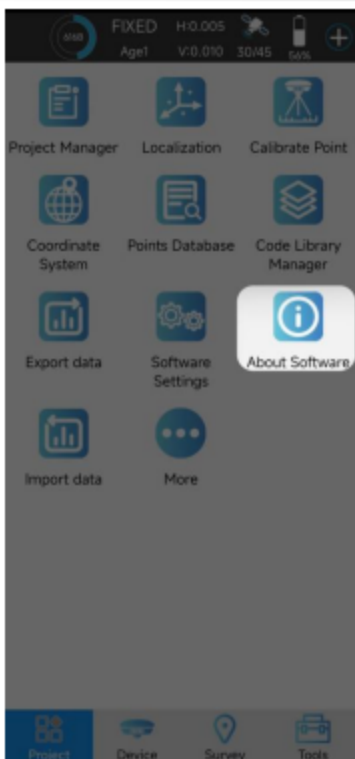 FIXED H:0.005
Age1 V:0.010 30/45 56%
Project Manager Localization Calibrate Point
Coordinate System Points Database Code Library Manager
Export data Software Settings About Software
Import data More
Project Device Survey Tools